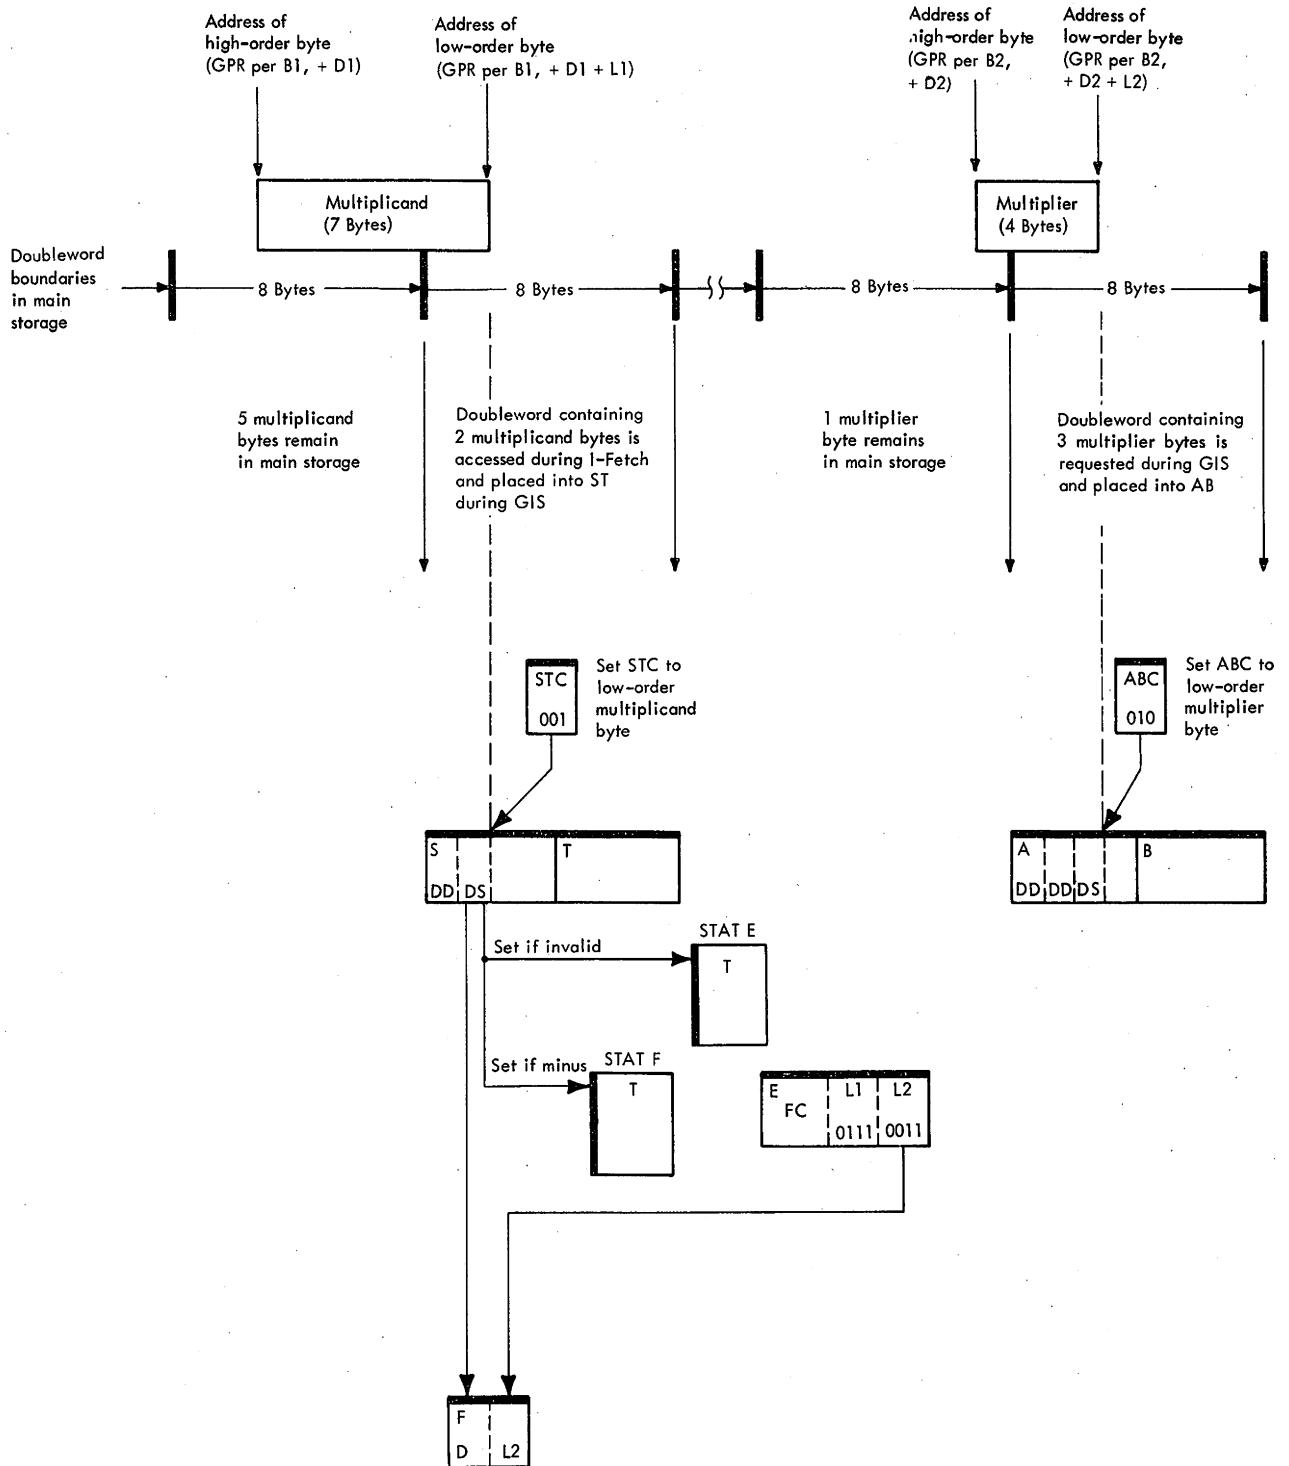 Address of
high-order byte
(GPR per B1, + D1)
Address of
low-order byte
(GPR per B1, + D1 + L1)
Address of
high-order byte
(GPR per B2,
+ D2)
Address of
low-order byte
(GPR per B2,
+ D2 + L2)
Multiplicand
(7 Bytes)
Multiplier
(4 Bytes)
Doubleword
boundaries
in main
storage
8 Bytes
8 Bytes
8 Bytes
8 Bytes
5 multiplicand
bytes remain
in main storage
Doubleword containing
2 multiplicand bytes is
accessed during I-Fetch
and placed into ST
during GIS
1 multiplier
byte remains
in main storage
Doubleword containing
3 multiplier bytes is
requested during GIS
and placed into AB
STC
001
Set STC to
low-order
multiplicand
byte
ABC
010
Set ABC to
low-order
multiplier
byte
S
T
DD DS
A
B
DD DD DS
Set if invalid
STAT E
T
Set if minus
STAT F
T
E
FC
L1
L2
0111 0011
F
D
L2